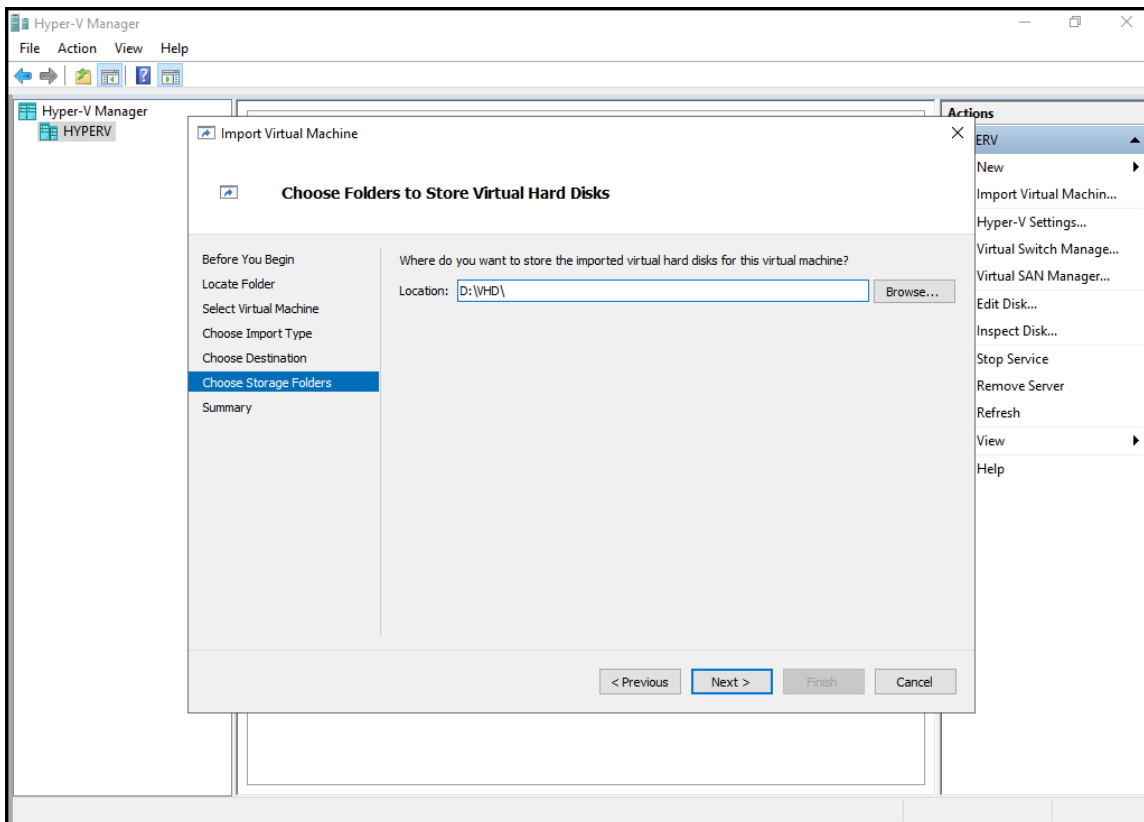 Hyper-V Manager
File Action View Help
Hyper-V Manager
HYPERV
Import Virtual Machine
Choose Folders to Store Virtual Hard Disks
Before You Begin
Locate Folder
Select Virtual Machine
Choose Import Type
Choose Destination
Choose Storage Folders
Summary
Where do you want to store the imported virtual hard disks for this virtual machine?
Location: D:\VHD\ Browse...
< Previous Next > Finish Cancel
Actions
ERV
New
Import Virtual Machin...
Hyper-V Settings...
Virtual Switch Manage...
Virtual SAN Manager...
Edit Disk...
Inspect Disk...
Stop Service
Remove Server
Refresh
View
Help